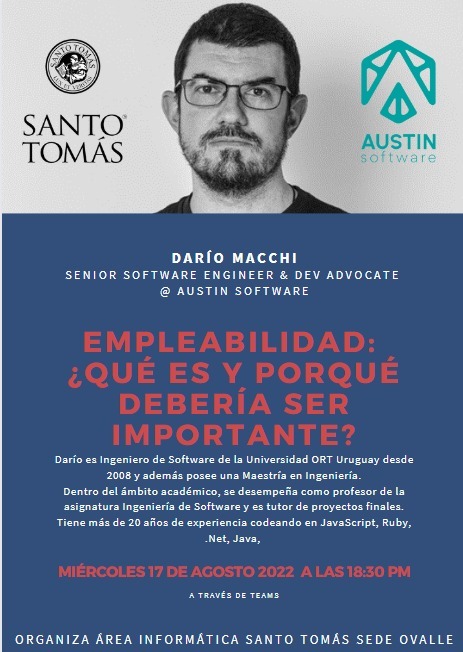 SANTO TOMÁS
SANTO
TOMÁS
AUSTIN
software
DARÍO MACCHI
SENIOR SOFTWARE ENGINEER & DEV ADVOCATE
@ AUSTIN SOFTWARE
EMPLEABILIDAD:
¿QUÉ ES Y PORQUÉ
DEBERÍA SER
IMPORTANTE?
Darío es Ingeniero de Software de la Universidad ORT Uruguay desde
2008 y además posee una Maestría en Ingeniería.
Dentro del ámbito académico, se desempeña como profesor de la
asignatura Ingeniería de Software y es tutor de proyectos finales.
Tiene más de 20 años de experiencia codeando en JavaScript, Ruby,
.Net, Java,
MIÉRCOLES 17 DE AGOSTO 2022 A LAS 18:30 PM
A TRAVÉS DE TEAMS
ORGANIZA ÁREA INFORMÁTICA SANTO TOMÁS SEDE OVALLE